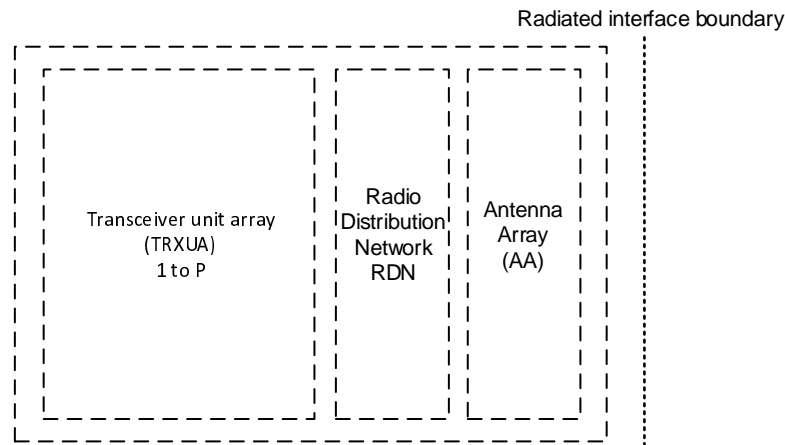 Radiated interface boundary
Transceiver unit array
(TRXUA)
1 to P
Radio
Distribution
Network
RDN
Antenna
Array
(AA)